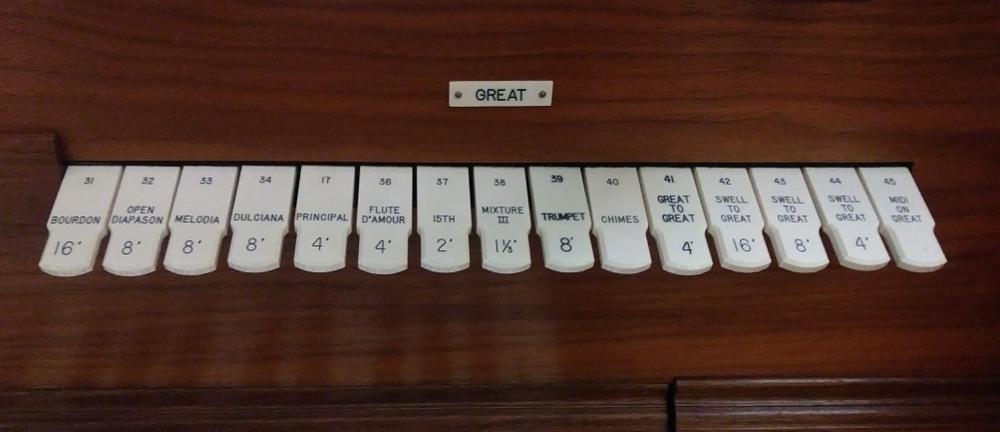 GREAT
31
BOURDON
16'
32
OPEN
DIAPASON
8'
33
MELODIA
8'
34
DULCIANA
8'
17
PRINCIPAL
4'
36
FLUTE
D'AMOUR
4'
37
15TH
2'
38
MIXTURE
III
1⅓'
39
TRUMPET
8'
40
CHIMES
41
GREAT
TO
GREAT
4'
42
SWELL
TO
GREAT
16'
43
SWELL
TO
GREAT
8'
44
SWELL
TO
GREAT
4'
45
MIDI
ON
GREAT